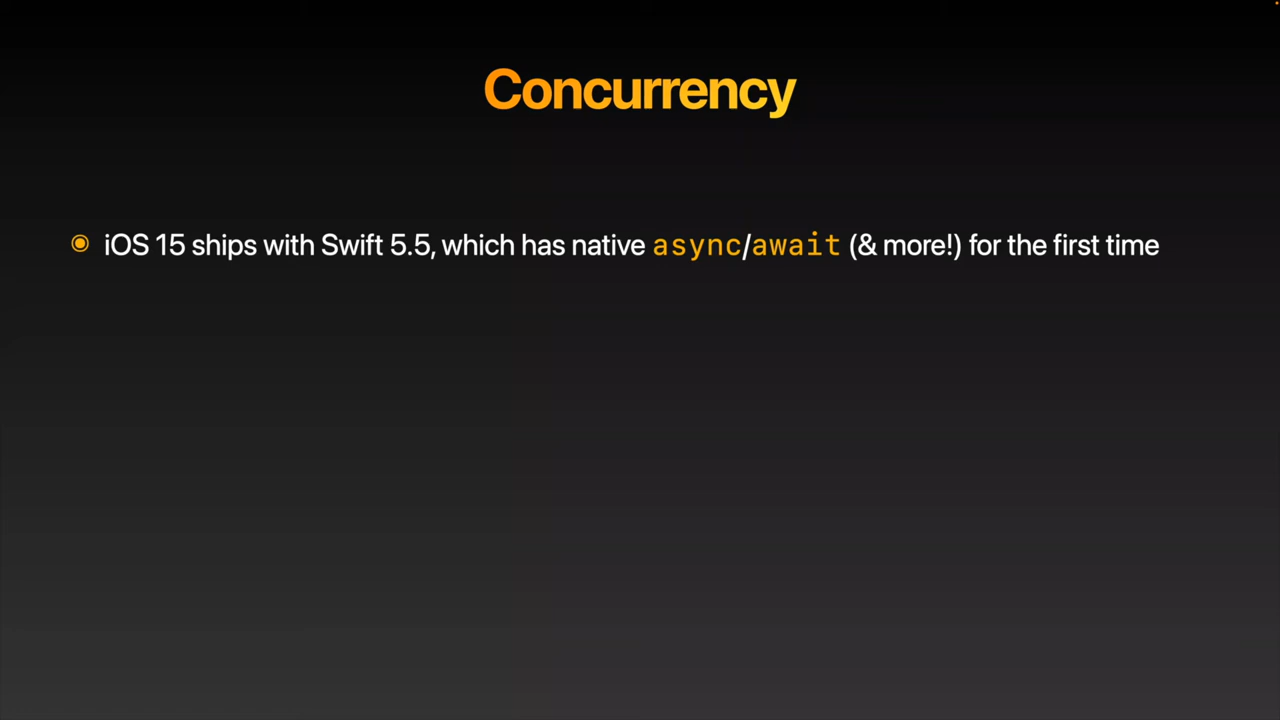 Concurrency
iOS 15 ships with Swift 5.5, which has native async/await (& more!) for the first time